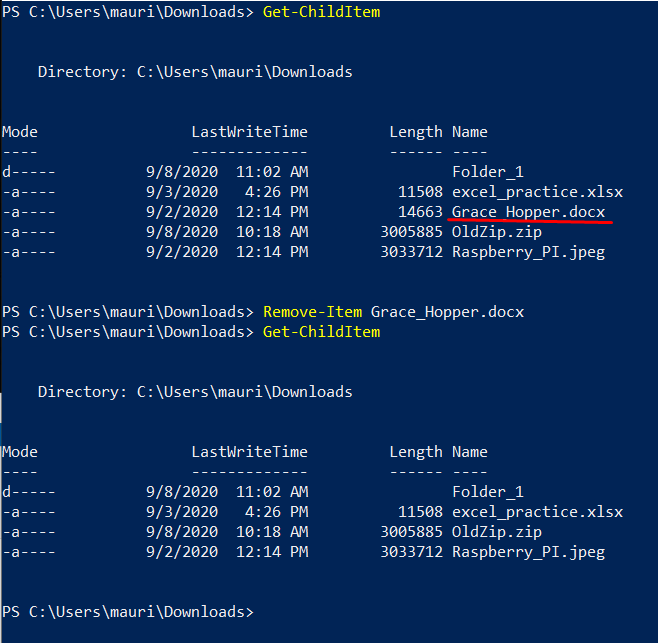 PS C:\Users\mauri\Downloads> Get-ChildItem
Directory: C:\Users\mauri\Downloads
Mode LastWriteTime Length Name
---- ------------- ------ ----
d----- 9/8/2020 11:02 AM Folder_1
-a---- 9/3/2020 4:26 PM 11508 excel_practice.xlsx
-a---- 9/2/2020 12:14 PM 14663 Grace_Hopper.docx
-a---- 9/8/2020 10:18 AM 3005885 OldZip.zip
-a---- 9/2/2020 12:14 PM 3033712 Raspberry_PI.jpeg
PS C:\Users\mauri\Downloads> Remove-Item Grace_Hopper.docx
PS C:\Users\mauri\Downloads> Get-ChildItem
Directory: C:\Users\mauri\Downloads
Mode LastWriteTime Length Name
---- ------------- ------ ----
d----- 9/8/2020 11:02 AM Folder_1
-a---- 9/3/2020 4:26 PM 11508 excel_practice.xlsx
-a---- 9/8/2020 10:18 AM 3005885 OldZip.zip
-a---- 9/2/2020 12:14 PM 3033712 Raspberry_PI.jpeg
PS C:\Users\mauri\Downloads>